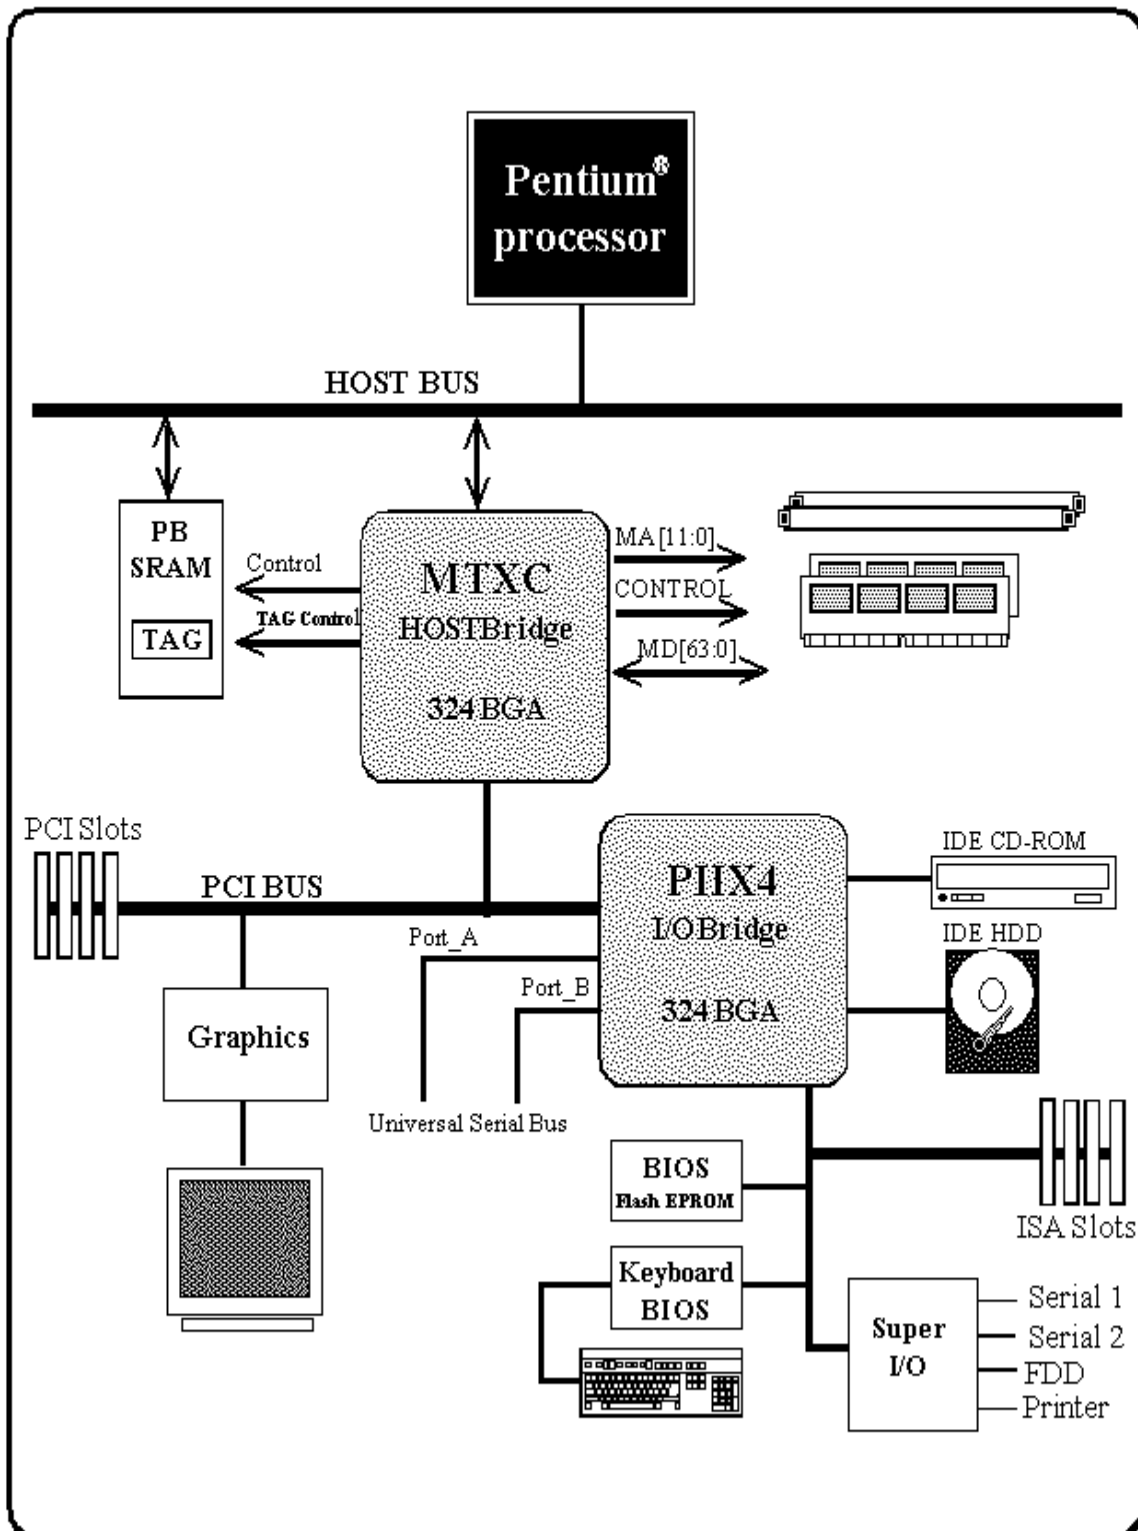 Pentium®
processor
HOST BUS
PB
SRAM
TAG
Control
TAG Control
MTXC
HOSTBridge
324BGA
MA[11:0]
CONTROL
MD[63:0]
PCI Slots
PCI BUS
Port_A
Port_B
PIIX4
I/OBridge
324BGA
IDE CD-ROM
IDE HDD
Graphics
Universal Serial Bus
BIOS
Flash EPROM
ISA Slots
Keyboard
BIOS
Super
I/O
Serial 1
Serial 2
FDD
Printer